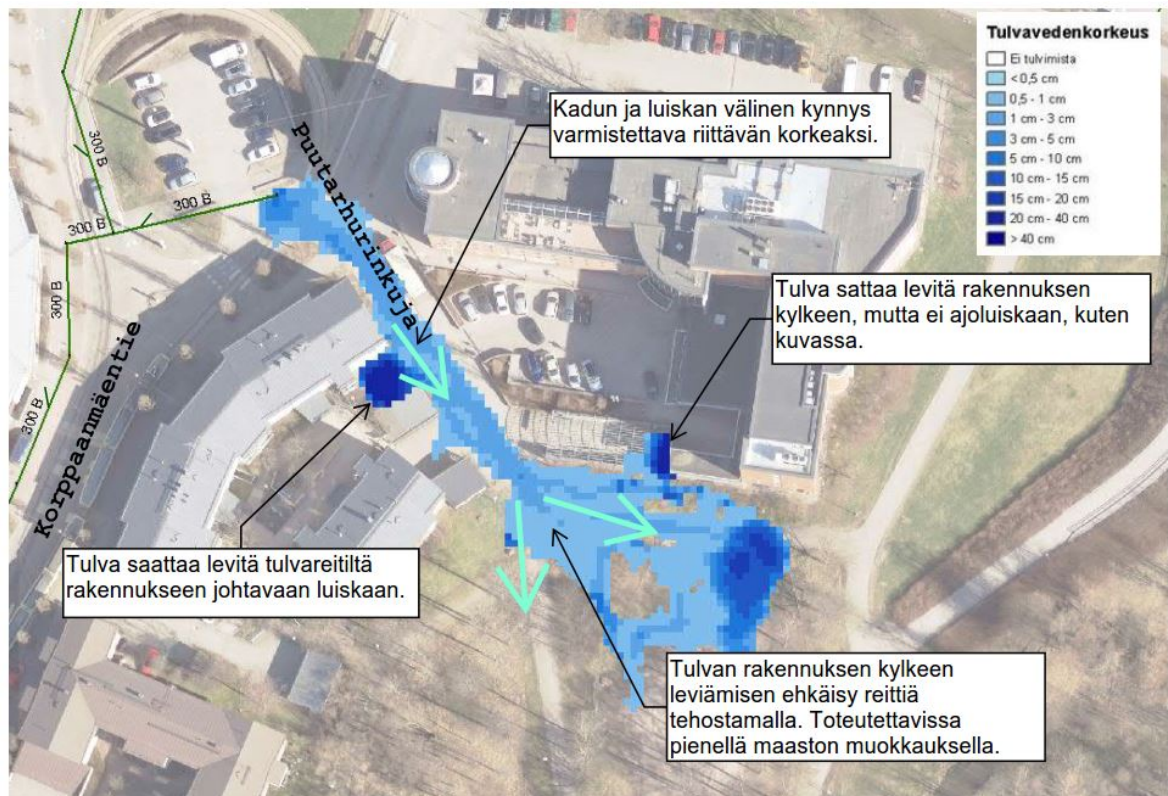 Tulvavedenkorkeus
Ei tulvimista
< 0,5 cm
0,5 - 1 cm
1 cm - 3 cm
3 cm - 5 cm
5 cm - 10 cm
10 cm - 15 cm
15 cm - 20 cm
20 cm - 40 cm
> 40 cm
Kadun ja luiskan välinen kynnys
varmistettava riittävän korkeaksi.
Puutarhurinkuja
300 B
300 B
300 B
300 B
300 B
300 B
Tulva sattaa levitä rakennuksen
kylkeen, mutta ei ajoluiskaan, kuten
kuvassa.
Korppaanmäentie
Tulva saattaa levitä tulvareitiltä
rakennukseen johtavaan luiskaan.
Tulvan rakennuksen kylkeen
leviämisen ehkäisy reittiä
tehostamalla. Toteutettavissa
pienellä maaston muokkauksella.